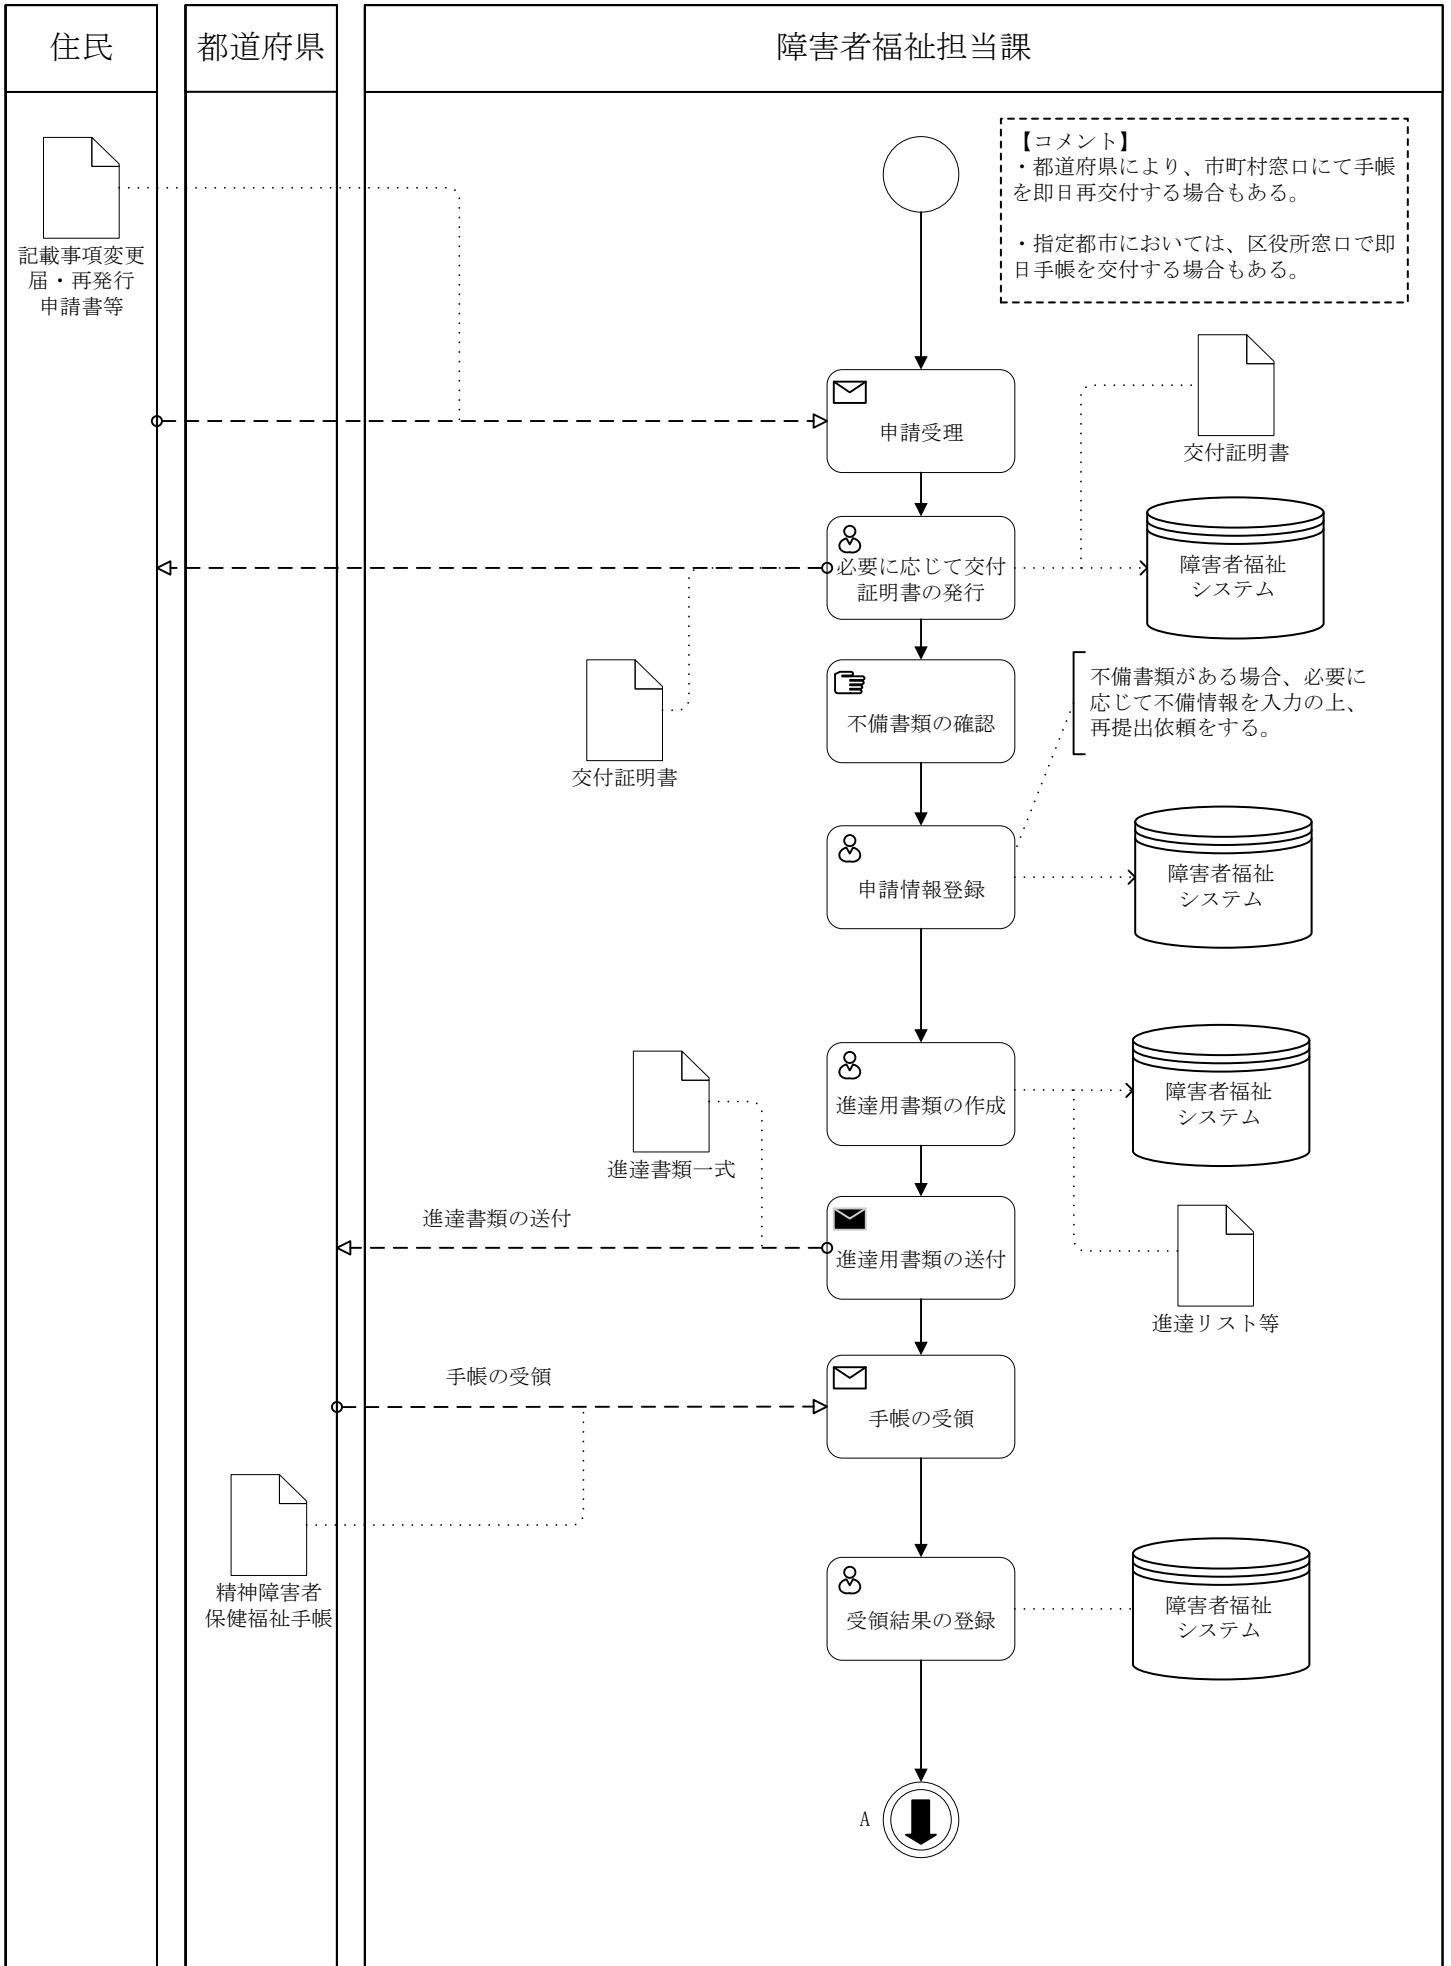 住民
都道府県
障害者福祉担当課
【コメント】
・都道府県により、市町村窓口にて手帳
を即日再交付する場合もある。
・指定都市においては、区役所窓口で即
日手帳を交付する場合もある。
記載事項変更
届・再発行
申請書等
申請受理
交付証明書
必要に応じて交付
証明書の発行
障害者福祉
システム
交付証明書
不備書類の確認
不備書類がある場合、必要に
応じて不備情報を入力の上、
再提出依頼をする。
申請情報登録
障害者福祉
システム
進達用書類の作成
障害者福祉
システム
進達書類一式
進達書類の送付
進達用書類の送付
進達リスト等
手帳の受領
手帳の受領
精神障害者
保健福祉手帳
受領結果の登録
障害者福祉
システム
A